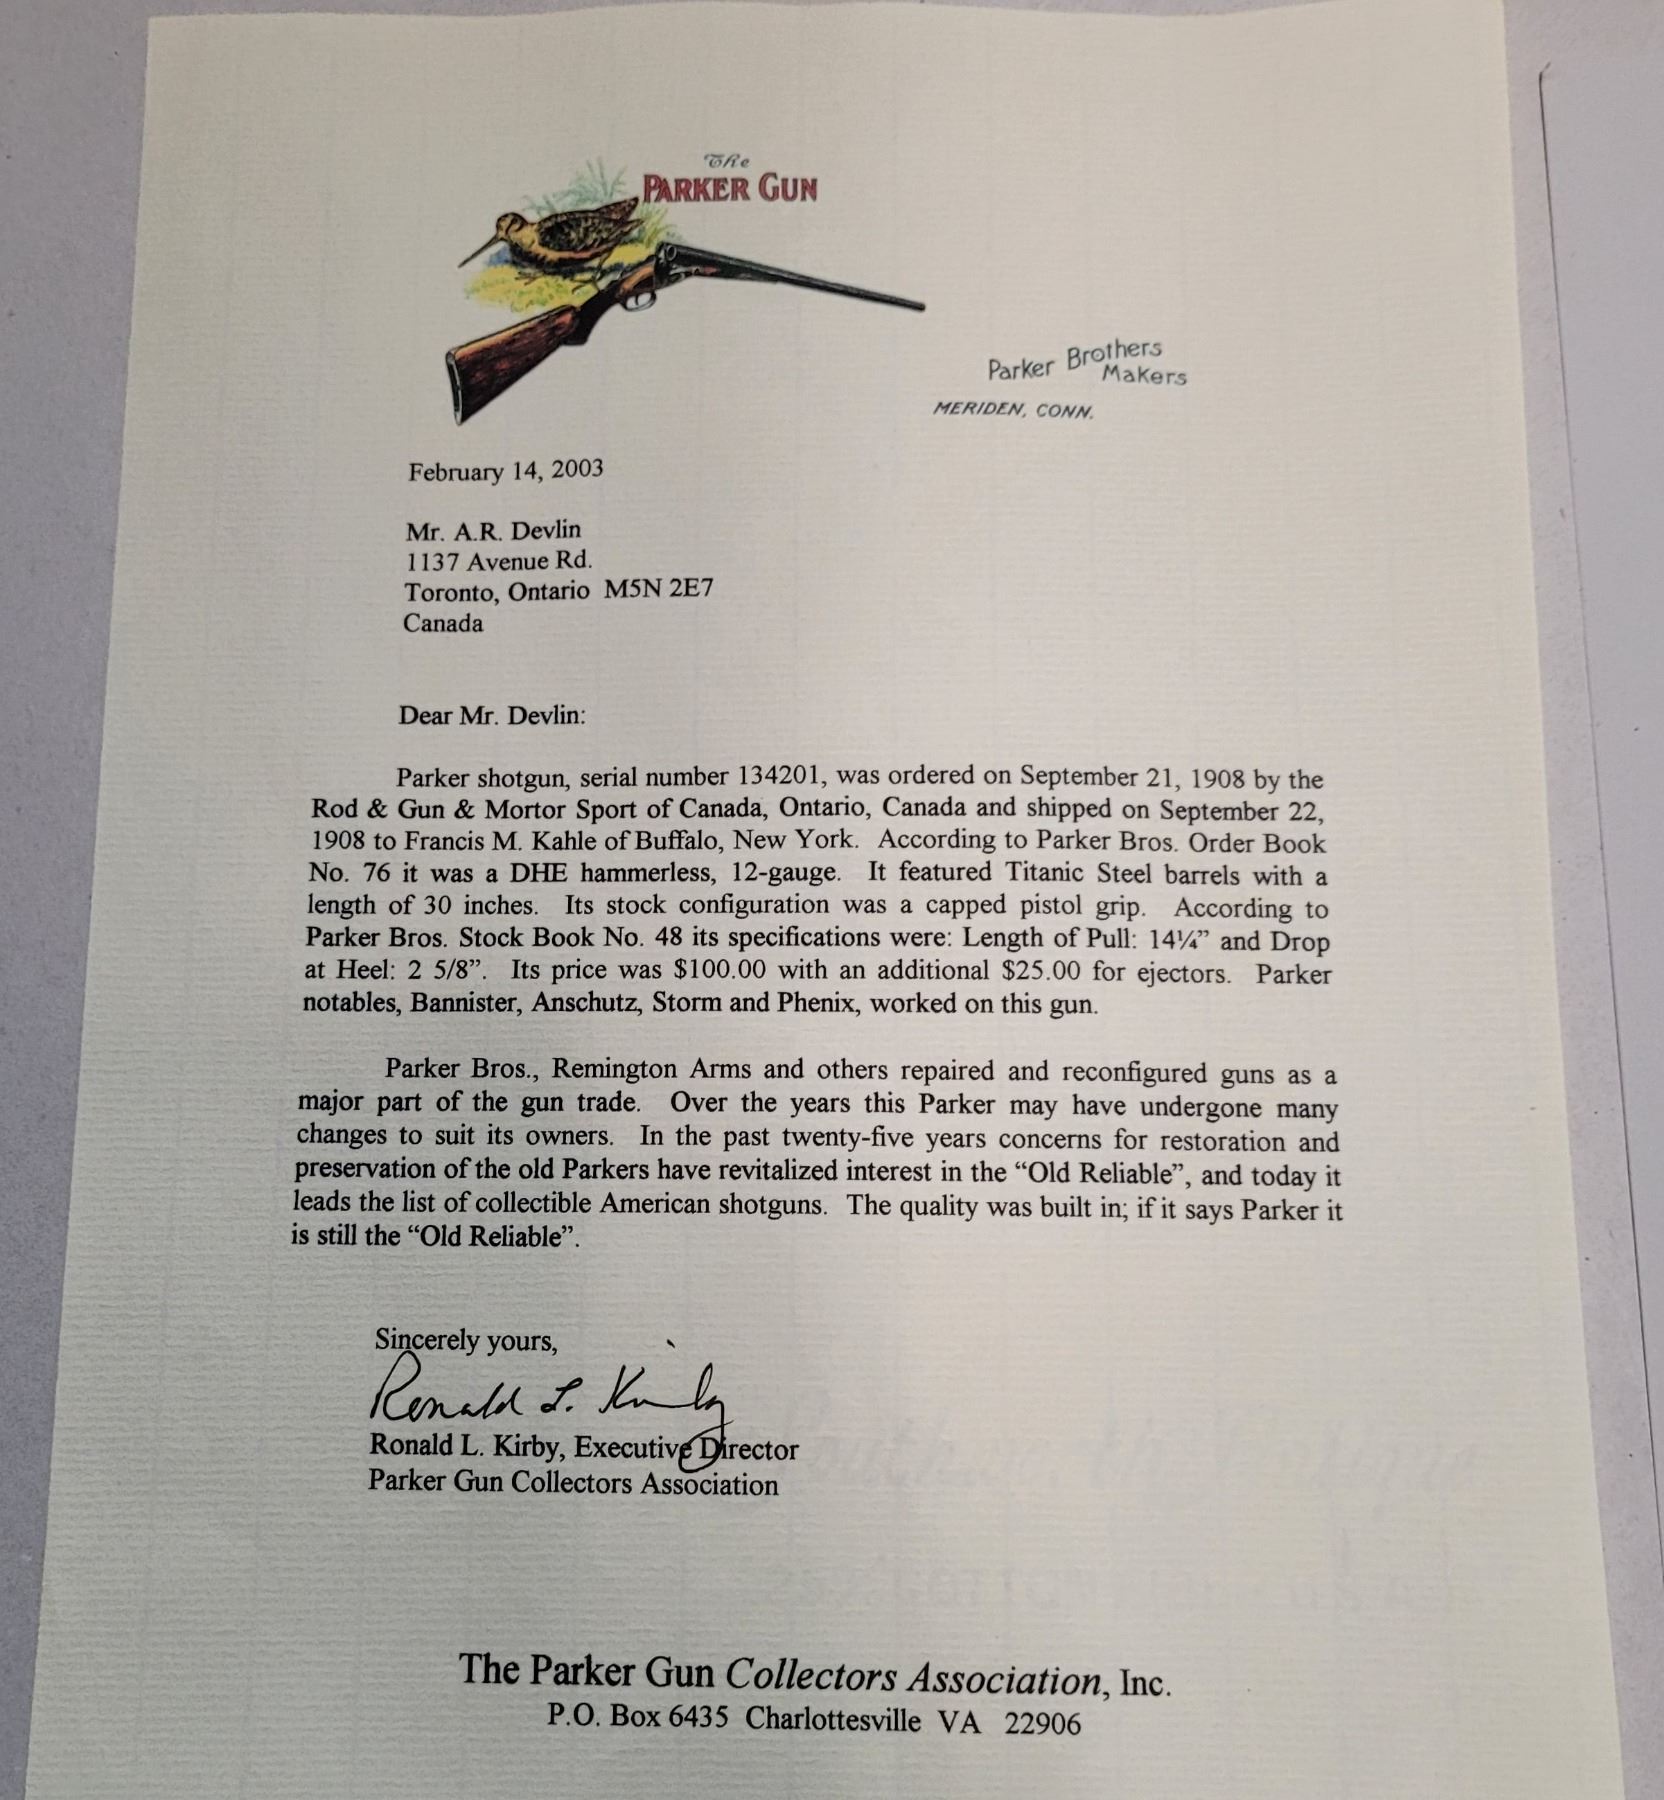 The
PARKER GUN
Parker Brothers
Makers
MERIDEN, CONN.
February 14, 2003
Mr. A.R. Devlin
1137 Avenue Rd.
Toronto, Ontario M5N 2E7
Canada
Dear Mr. Devlin:
Parker shotgun, serial number 134201, was ordered on September 21, 1908 by the
Rod & Gun & Mortor Sport of Canada, Ontario, Canada and shipped on September 22,
1908 to Francis M. Kahle of Buffalo, New York. According to Parker Bros. Order Book
No. 76 it was a DHE hammerless, 12-gauge. It featured Titanic Steel barrels with a
length of 30 inches. Its stock configuration was a capped pistol grip. According to
Parker Bros. Stock Book No. 48 its specifications were: Length of Pull: 14¼” and Drop
at Heel: 2 5/8”. Its price was $100.00 with an additional $25.00 for ejectors. Parker
notables, Bannister, Anschutz, Storm and Phenix, worked on this gun.
Parker Bros., Remington Arms and others repaired and reconfigured guns as a
major part of the gun trade. Over the years this Parker may have undergone many
changes to suit its owners. In the past twenty-five years concerns for restoration and
preservation of the old Parkers have revitalized interest in the “Old Reliable”, and today it
leads the list of collectible American shotguns. The quality was built in; if it says Parker it
is still the “Old Reliable”.
Sincerely yours,
Ronald L. Kirby
Ronald L. Kirby, Executive Director
Parker Gun Collectors Association
The Parker Gun Collectors Association, Inc.
P.O. Box 6435 Charlottesville VA 22906